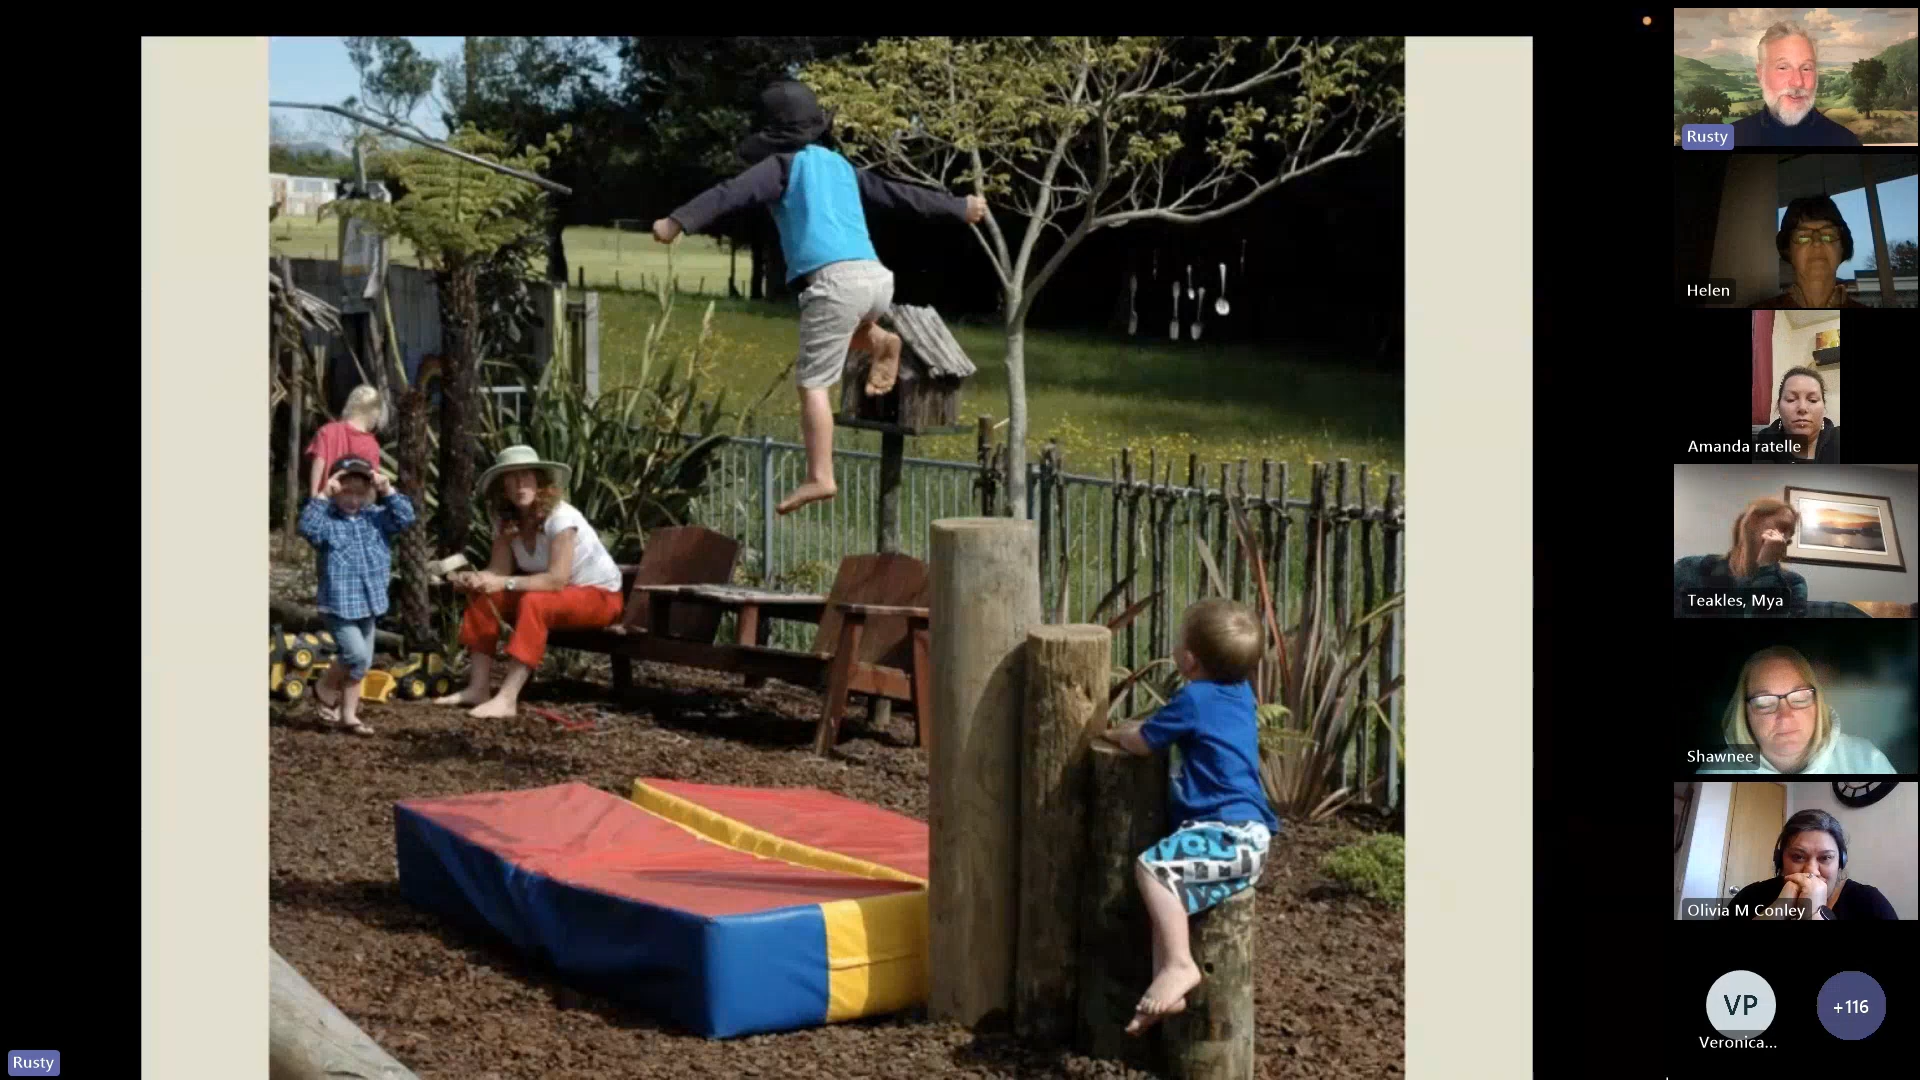 Rusty
Helen
Amanda ratelle
Teakles, Mya
Shawnee
Olivia M Conley
VP
Veronica...
+116
Rusty